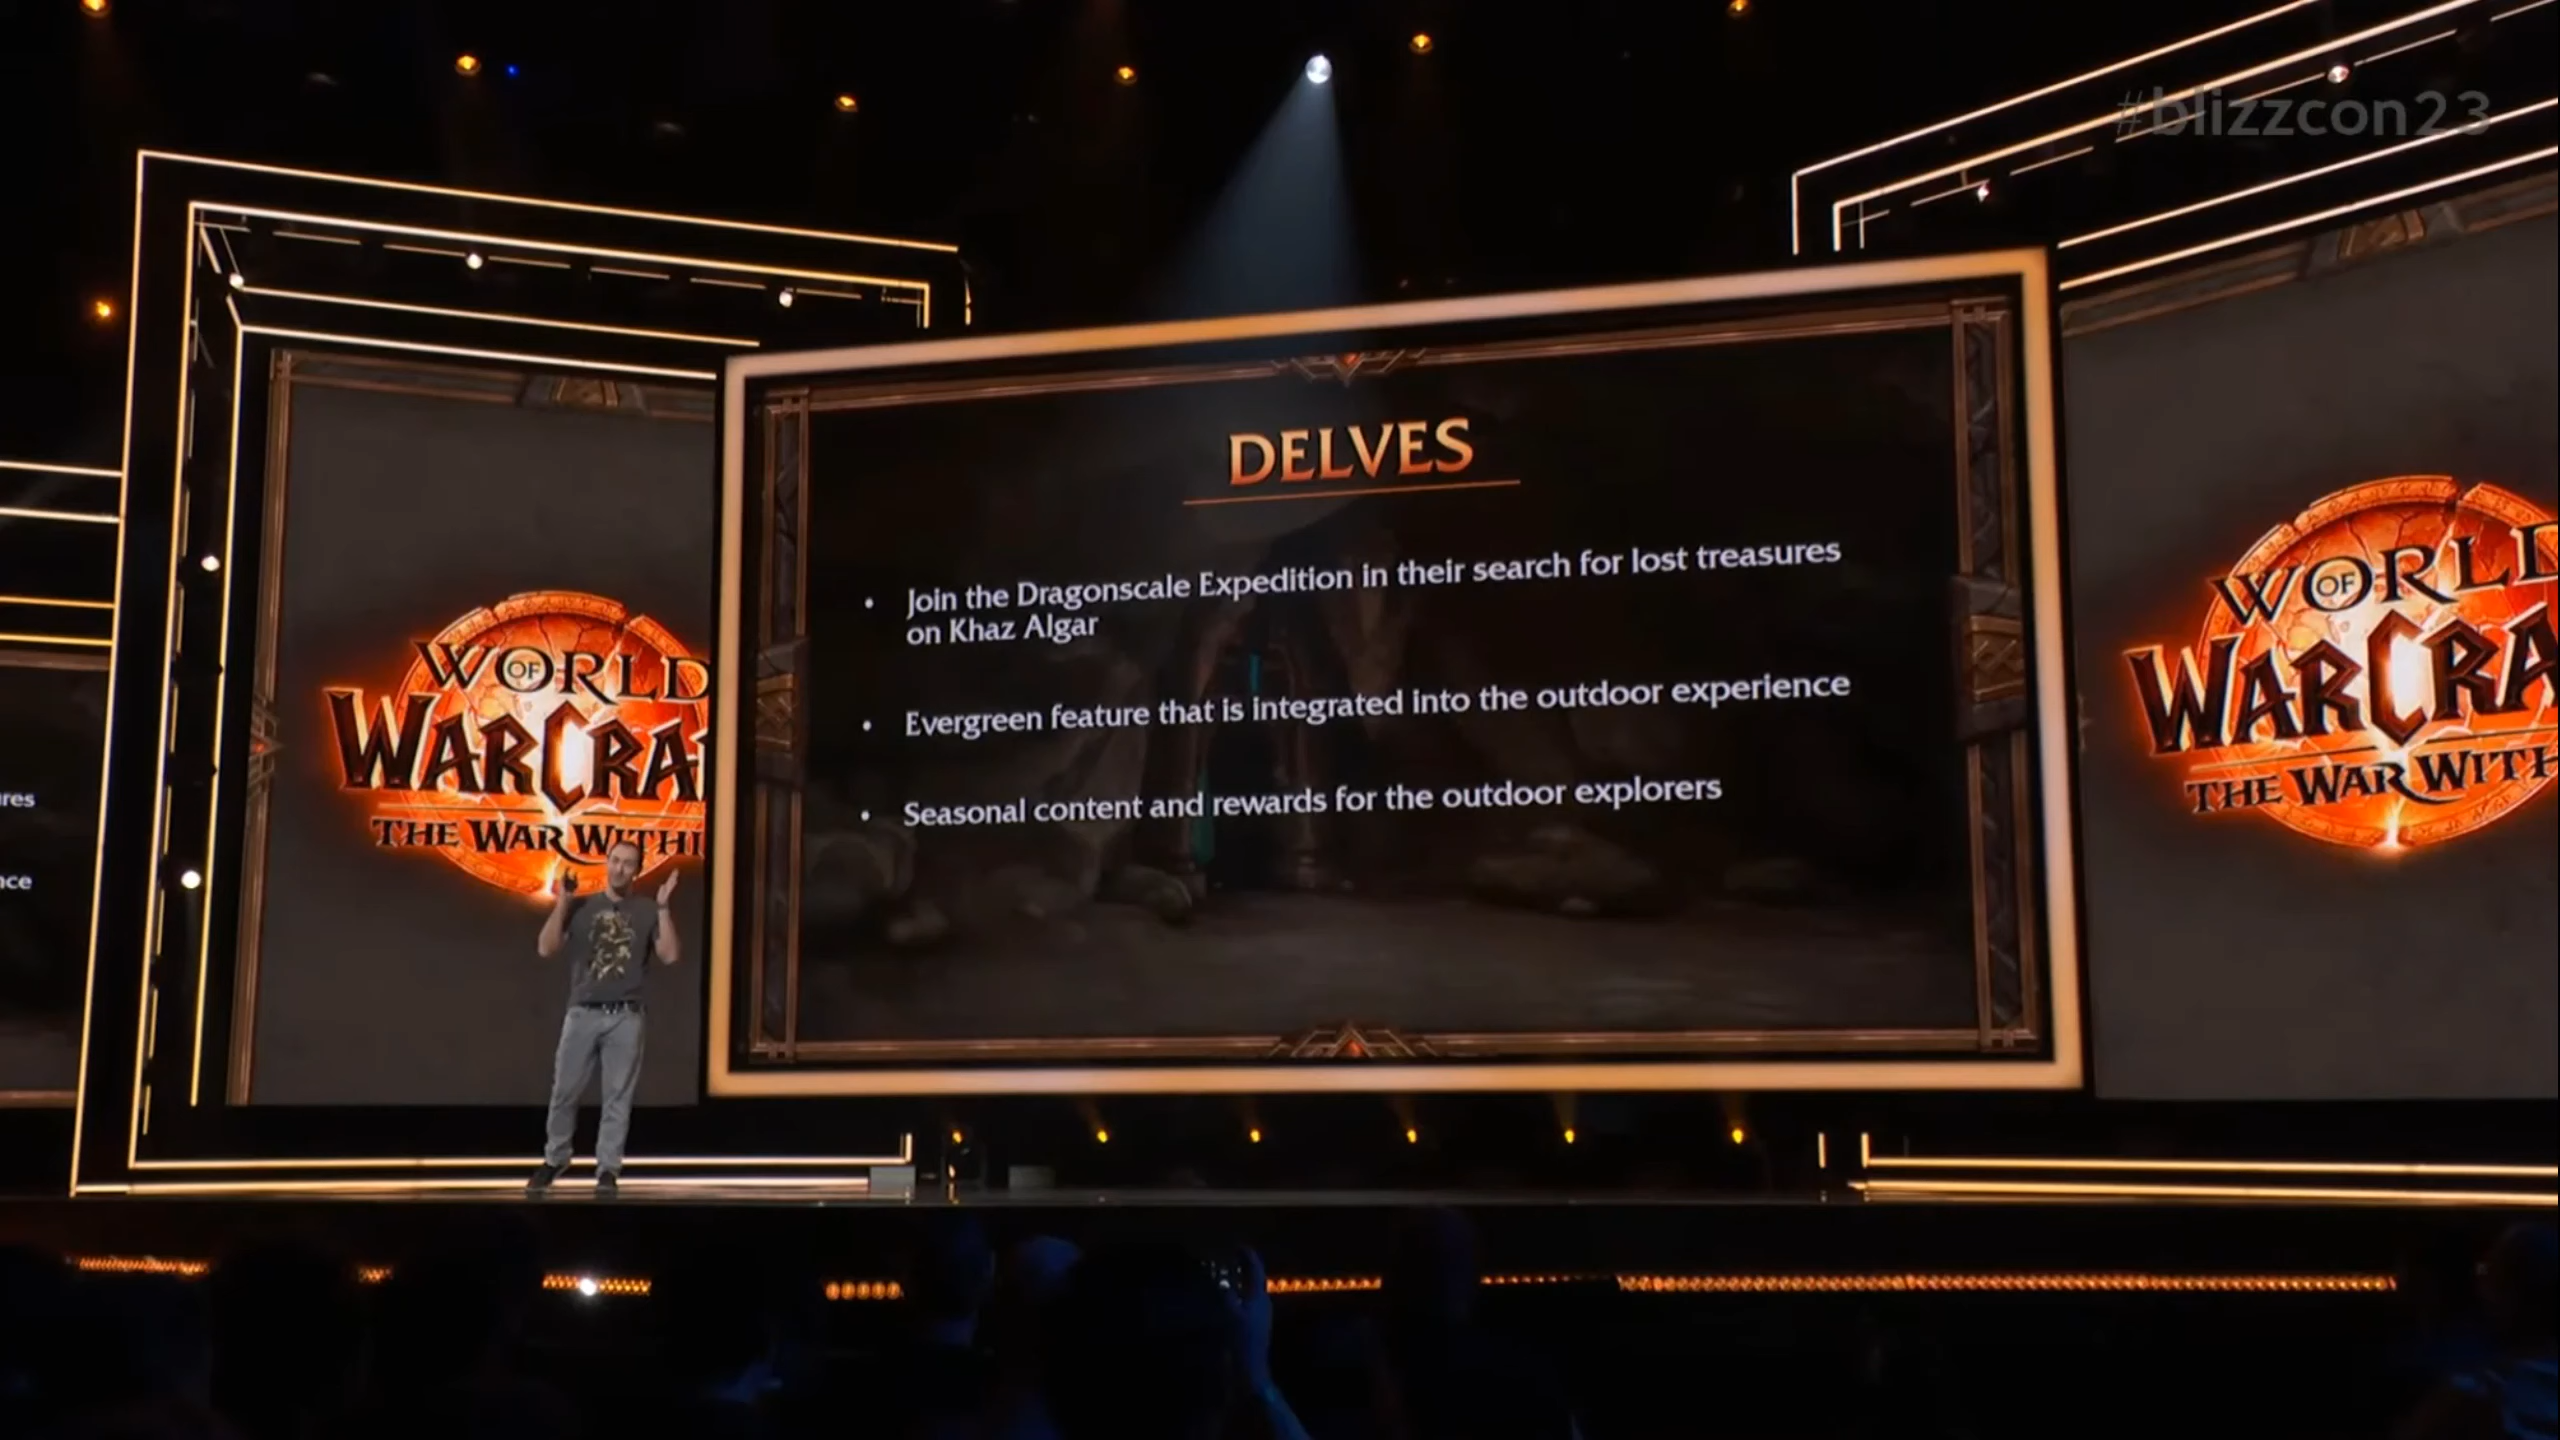 #blizzcon23
DELVES
• Join the Dragonscale Expedition in their search for lost treasures
on Khaz Algar
• Evergreen feature that is integrated into the outdoor experience
• Seasonal content and rewards for the outdoor explorers
WORLD
OF
WARCRA
THE WAR WITHI
WORLD
OF
WARCRA
THE WAR WITH
res
nce